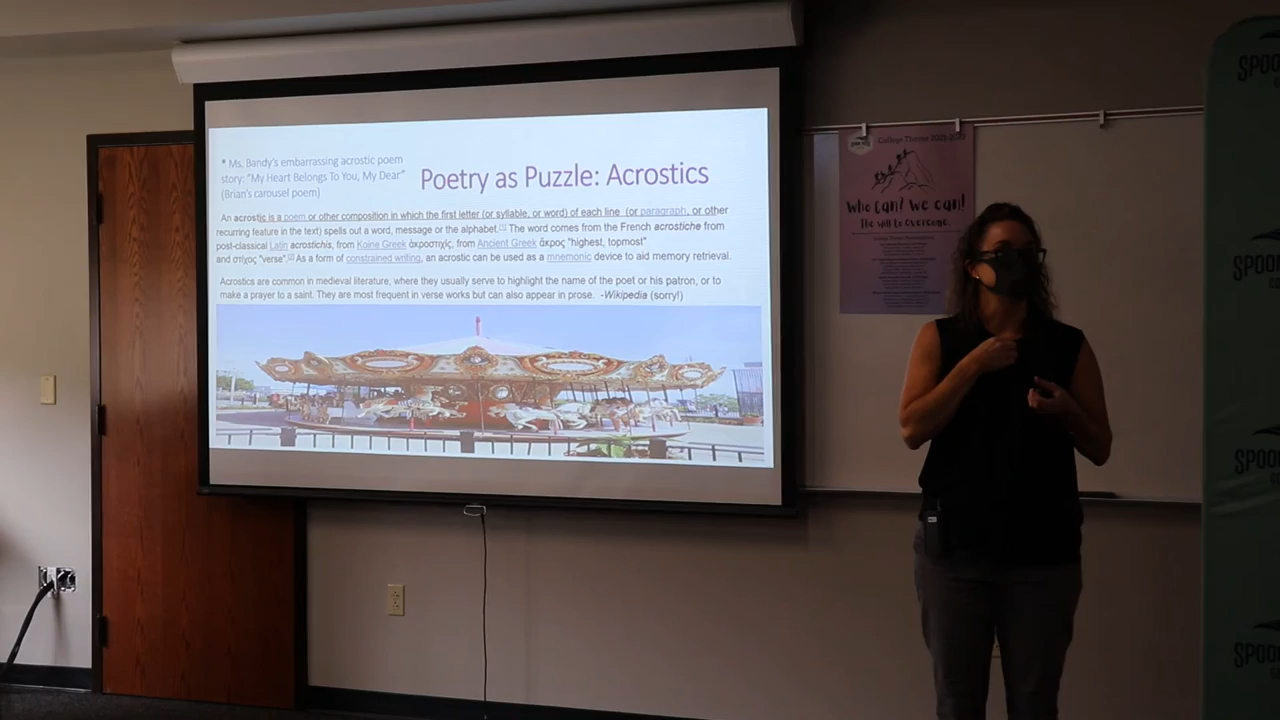 * Ms. Bandy's embarrassing acrostic poem
story: "My Heart Belongs To You, My Dear"
(Brian's carousel poem)
Poetry as Puzzle: Acrostics
An acrostic is a poem or other composition in which the first letter (or syllable, or word) of each line (or paragraph, or other
recurring feature in the text) spells out a word, message or the alphabet.[1] The word comes from the French acrostiche from
post-classical Latin acrostichis, from Koine Greek ἀκροστιχίς, from Ancient Greek ἄκρος "highest, topmost"
and στίχος "verse".[2] As a form of constrained writing, an acrostic can be used as a mnemonic device to aid memory retrieval.
Acrostics are common in medieval literature, where they usually serve to highlight the name of the poet or his patron, or to
make a prayer to a saint. They are most frequent in verse works but can also appear in prose. -Wikipedia (sorry!)
College Theme 2021-2022
Who can? We can!
The will to overcome.
SPOO
SPOON
SPOO
SPOO